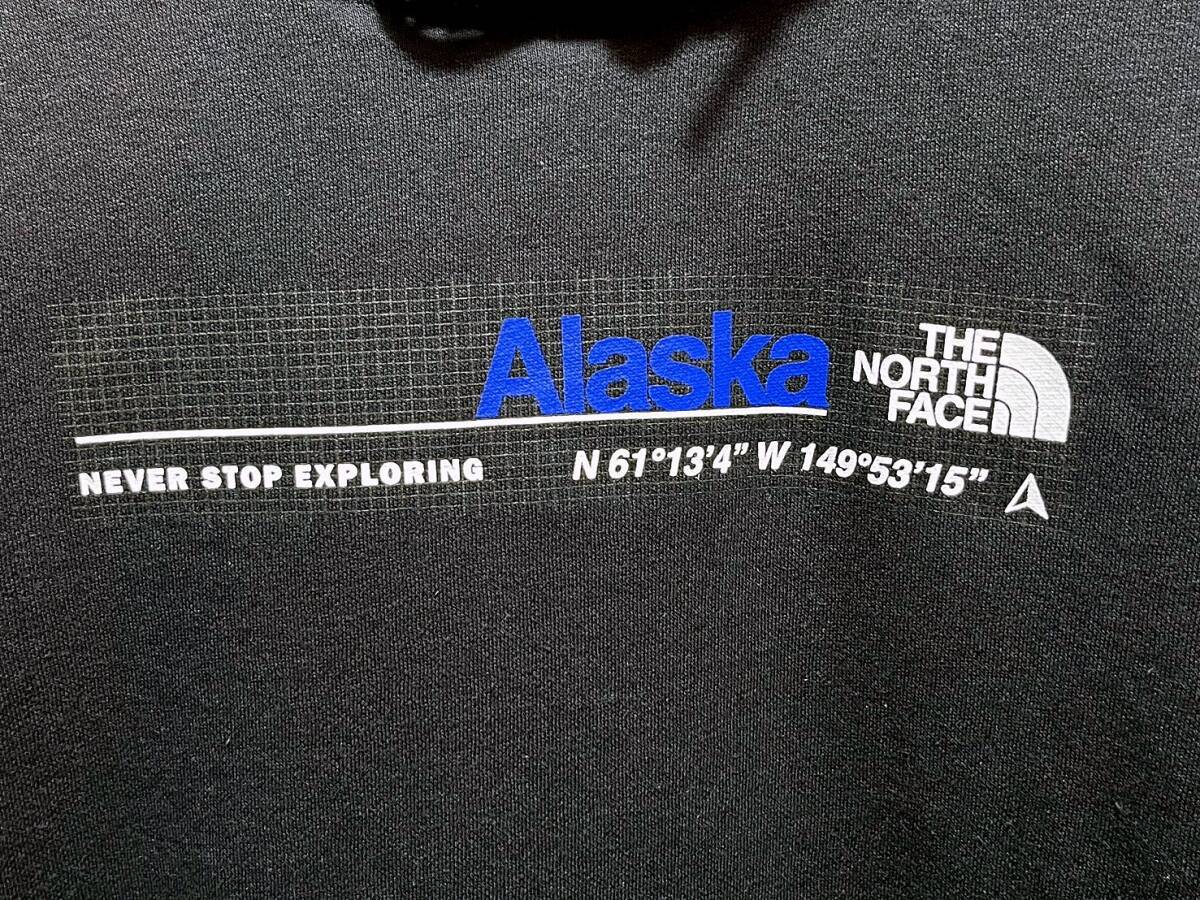 Alaska
THE
NORTH
FACE
NEVER STOP EXPLORING
N 61°13'4” W 149°53'15”